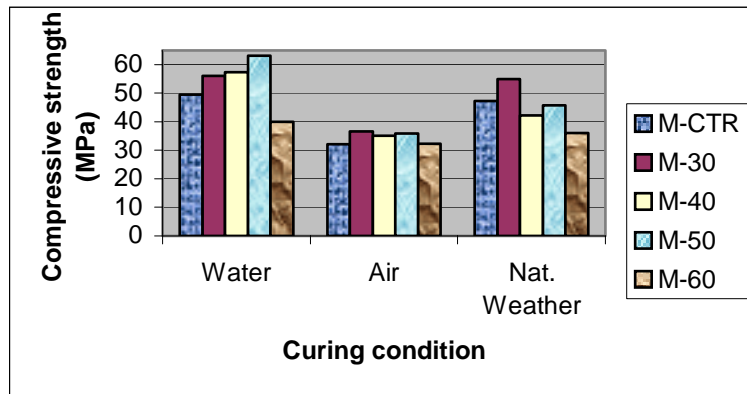 Compressive strength
(MPa)
60
50
40
30
20
10
0
Water
Air
Nat.
Weather
Curing condition
M-CTR
M-30
M-40
M-50
M-60